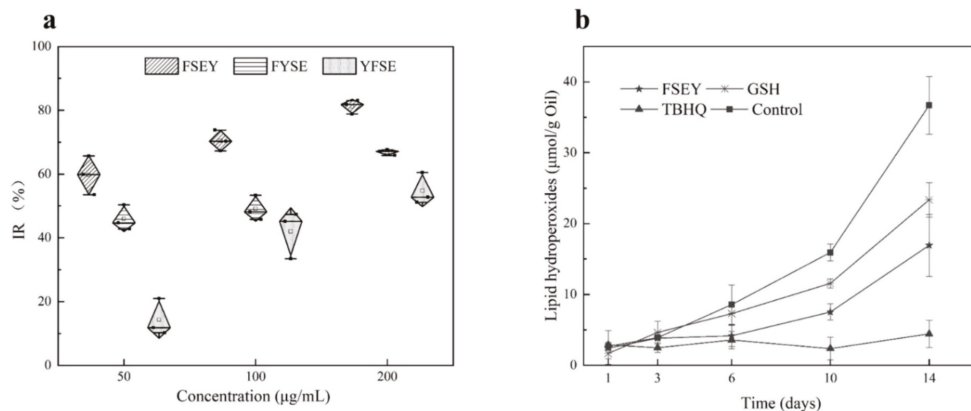 a
100
80
60
40
20
0
IR (%)
FSEY FYSE YFSE
50 100 200
Concentration (μg/mL)
b
40
30
20
10
0
Lipid hydroperoxides (μmol/g Oil)
FSEY GSH
TBHQ Control
1 3 6 10 14
Time (days)